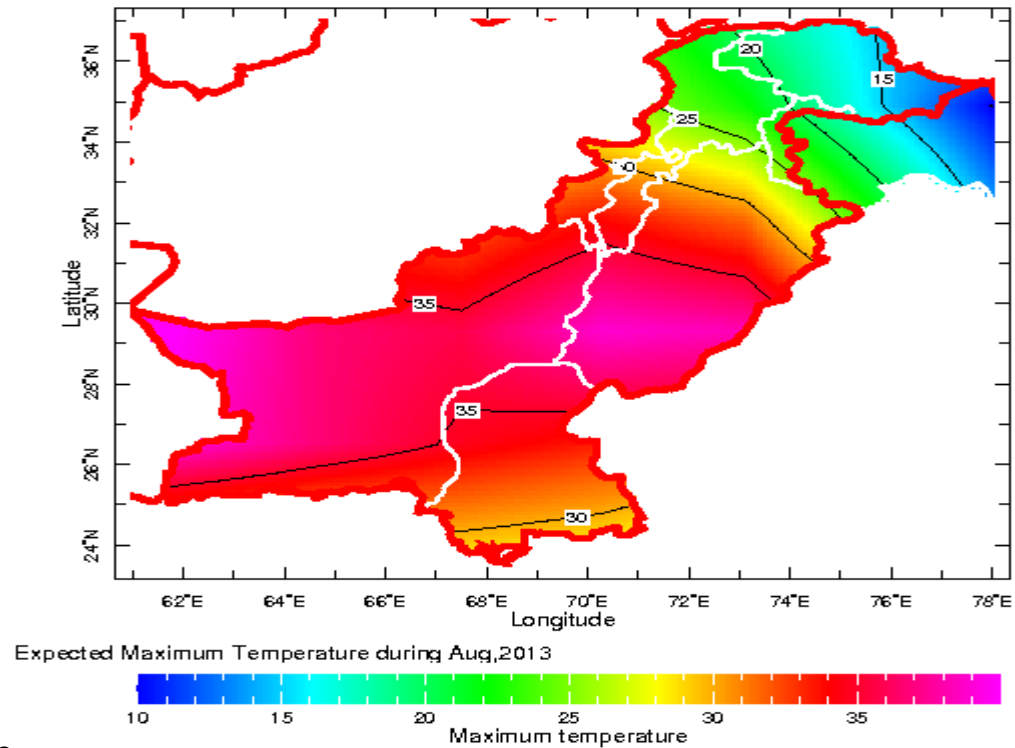 36°N
20
15
34°N
25
32°N
30°N
35
Latitude
28°N
35
26°N
30
24°N
62°E 64°E 66°E 68°E 70°E 72°E 74°E 76°E 78°E
Longitude
Expected Maximum Temperature during Aug,2013
10 15 20 25 30 35
Maximum temperature